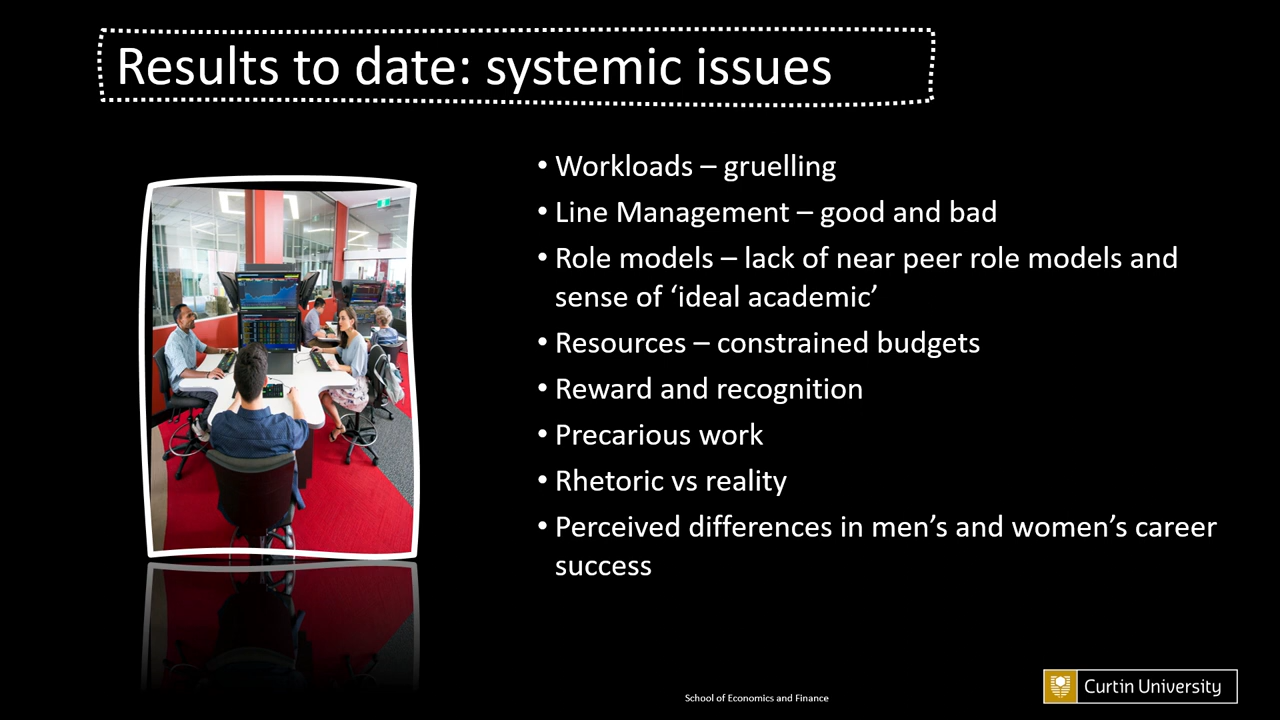 Results to date: systemic issues
• Workloads – gruelling
• Line Management – good and bad
• Role models – lack of near peer role models and
sense of ‘ideal academic’
• Resources – constrained budgets
• Reward and recognition
• Precarious work
• Rhetoric vs reality
• Perceived differences in men’s and women’s career
success
School of Economics and Finance
Curtin University